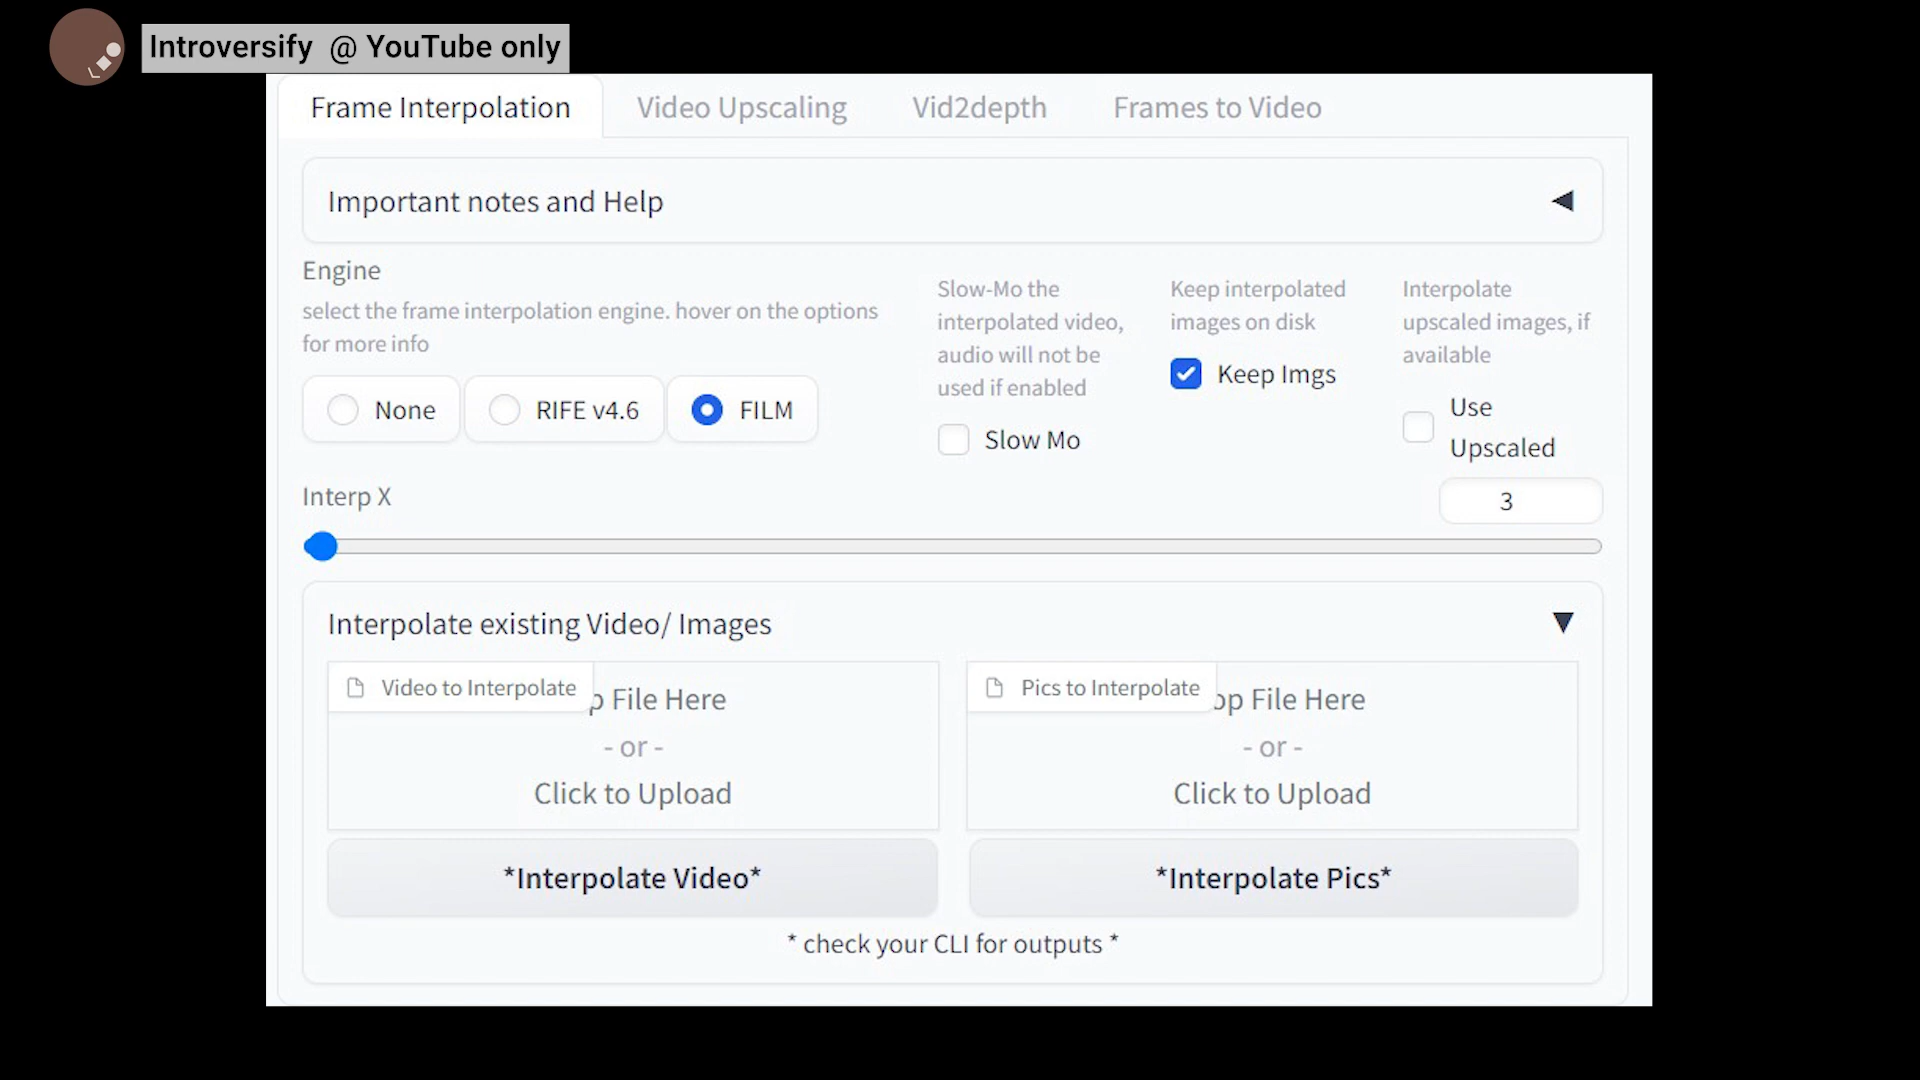 Introversify @ YouTube only
Frame Interpolation Video Upscaling Vid2depth Frames to Video
Important notes and Help
Engine
select the frame interpolation engine. hover on the options
for more info
None RIFE v4.6 FILM
Slow-Mo the
interpolated video,
audio will not be
used if enabled
Slow Mo
Keep interpolated
images on disk
Keep Imgs
Interpolate
upscaled images, if
available
Use
Upscaled
Interp X
3
Interpolate existing Video/ Images
Video to Interpolate
p File Here
- or -
Click to Upload
*Interpolate Video*
Pics to Interpolate
op File Here
- or -
Click to Upload
*Interpolate Pics*
* check your CLI for outputs *